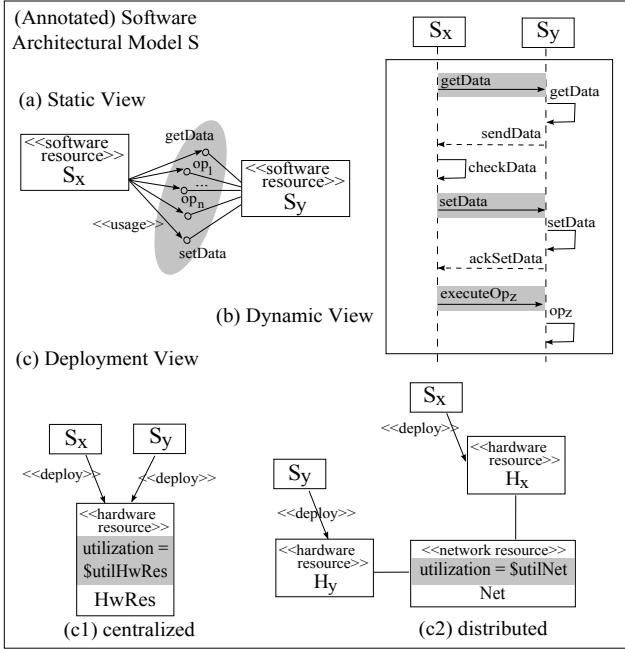 (Annotated) Software
Architectural Model S
(a) Static View
<<software
resource>>
Sx
getData
op1
...
opn
setData
<<usage>>
<<software
resource>>
Sy
(b) Dynamic View
Sx
Sy
getData
getData
sendData
checkData
setData
setData
ackSetData
executeOpz
opz
(c) Deployment View
Sx
Sy
<<deploy>>
<<deploy>>
<<hardware
resource>>
utilization =
$utilHwRes
HwRes
(c1) centralized
Sx
<<deploy>>
<<hardware
resource>>
Hx
Sy
<<deploy>>
<<hardware
resource>>
Hy
<<network resource>>
utilization = $utilNet
Net
(c2) distributed